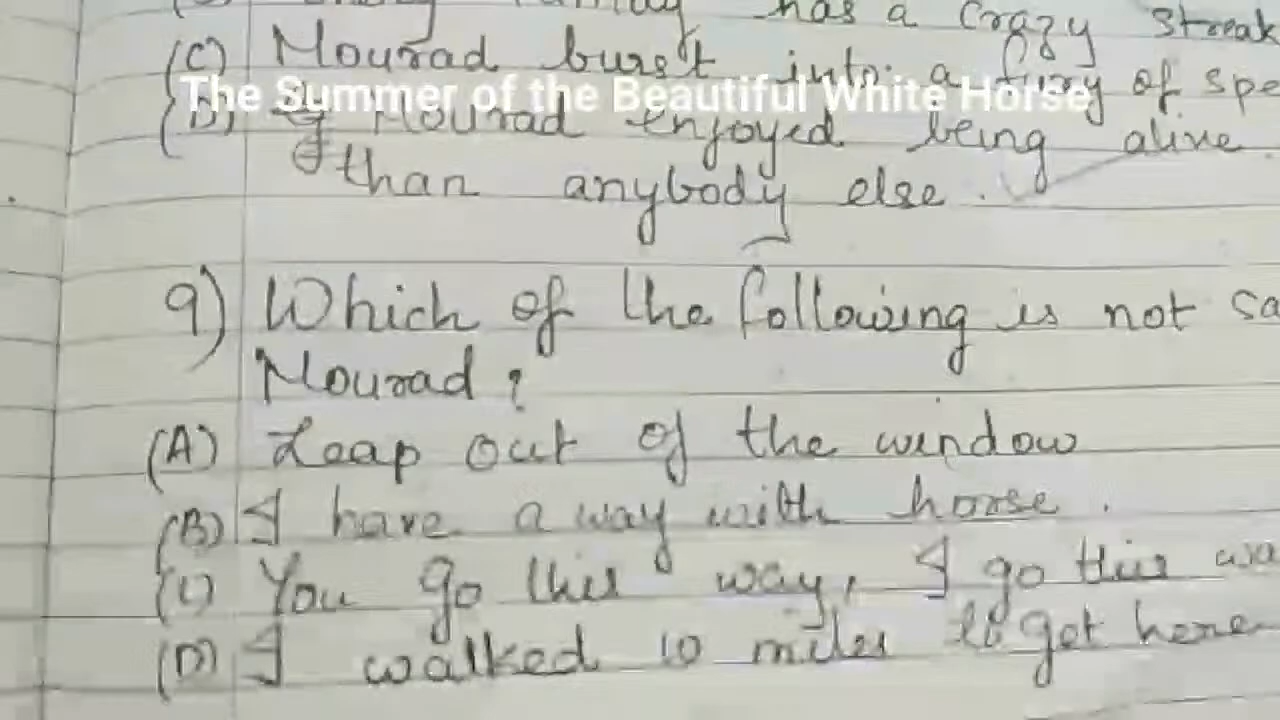 has a Crazy Streak
(C) Mourad burst into a fury of spe
The Summer of the Beautiful White Horse
(D) Mourad enjoyed being alive
than anybody else.
9) Which of the following is not sa
Mourad?
(A) Leap out of the window
(B) I have a way with horse.
(C) You go this way, I go this wa
(D) I walked 10 miles to get here